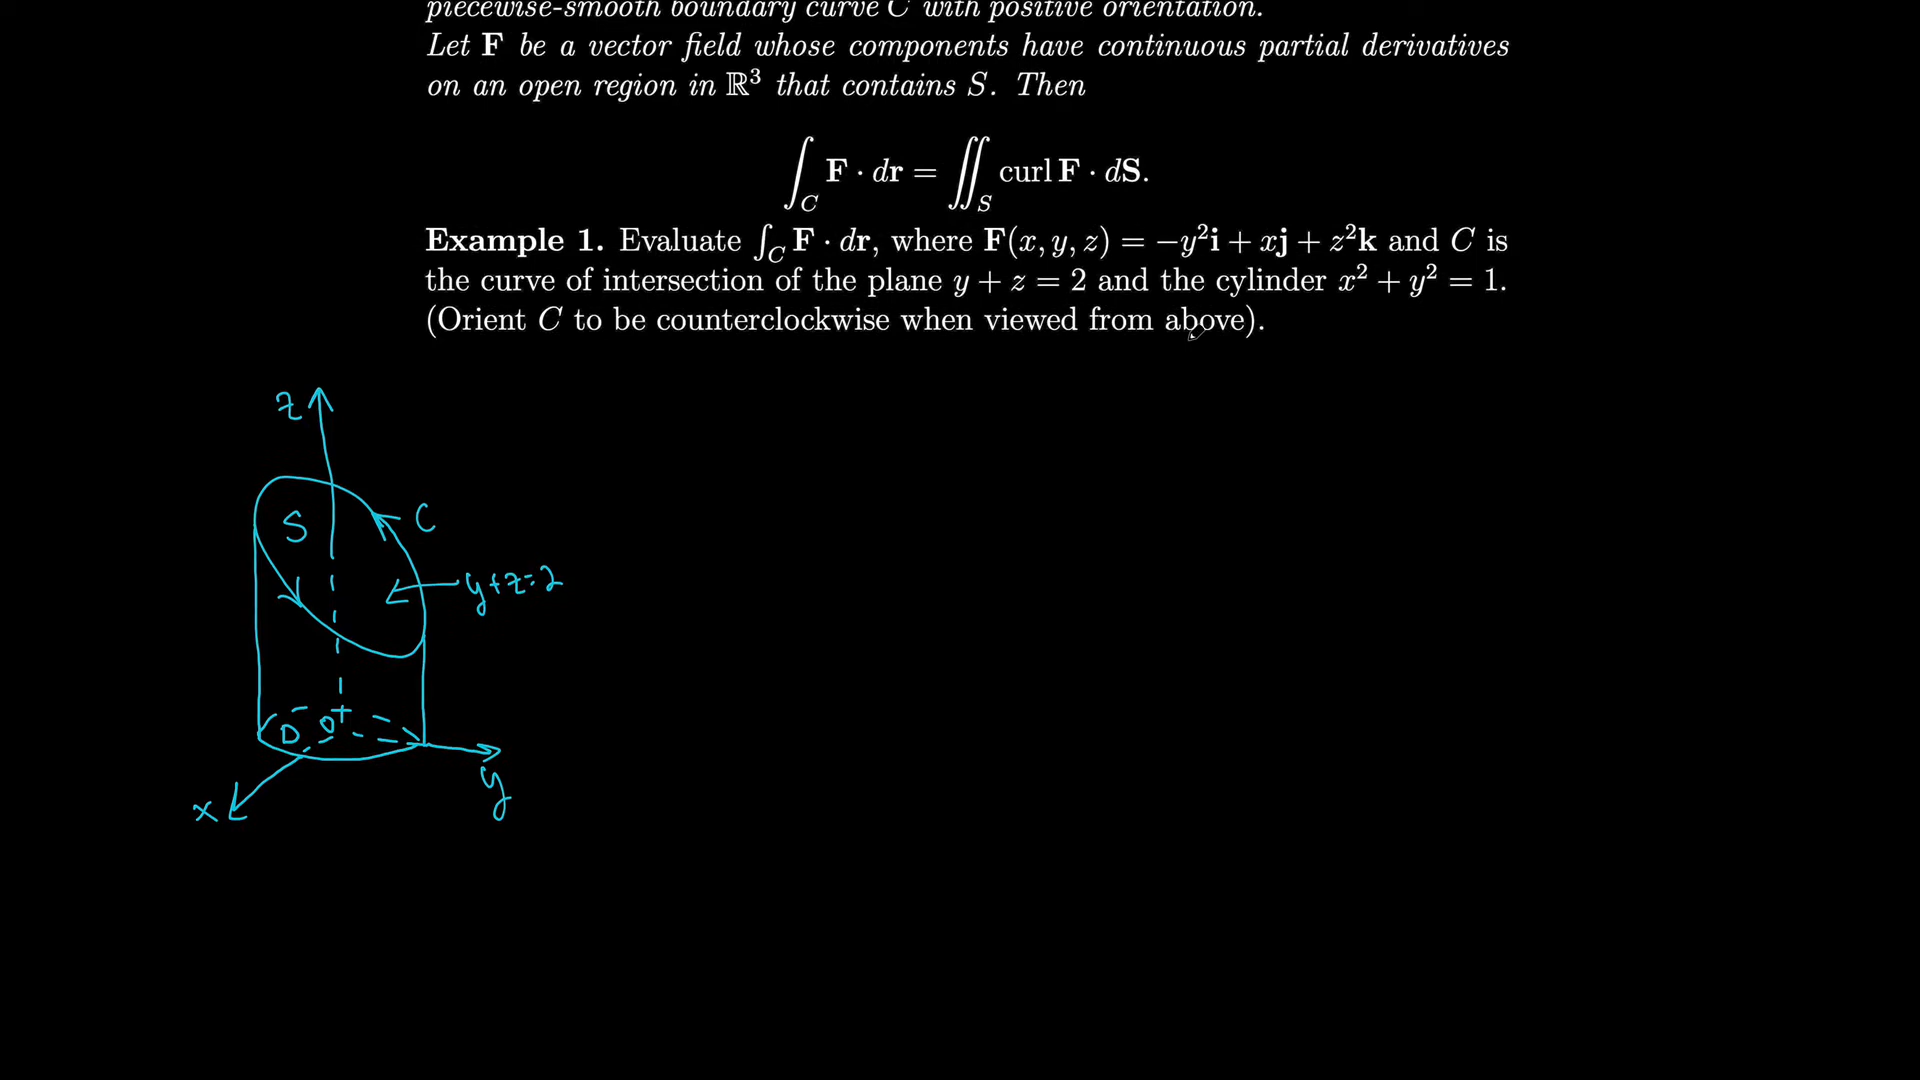 piecewise-smooth boundary curve C with positive orientation.
Let F be a vector field whose components have continuous partial derivatives
on an open region in ℝ³ that contains S. Then
∫_C F · dr = ∬_S curl F · dS.
Example 1. Evaluate ∫_C F · dr, where F(x, y, z) = −y²i + xj + z²k and C is
the curve of intersection of the plane y + z = 2 and the cylinder x² + y² = 1.
(Orient C to be counterclockwise when viewed from above).
z
S
C
y+z=2
D
0
x
y